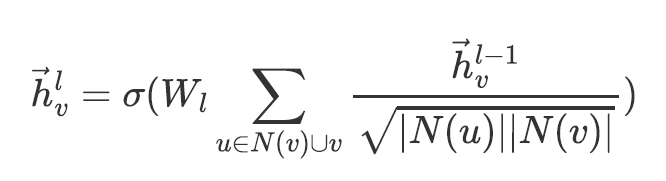 \vec{h}_v^l = \sigma(W_l \sum_{u \in N(v) \cup v} \frac{\vec{h}_v^{l-1}}{\sqrt{|N(u)||N(v)|}})